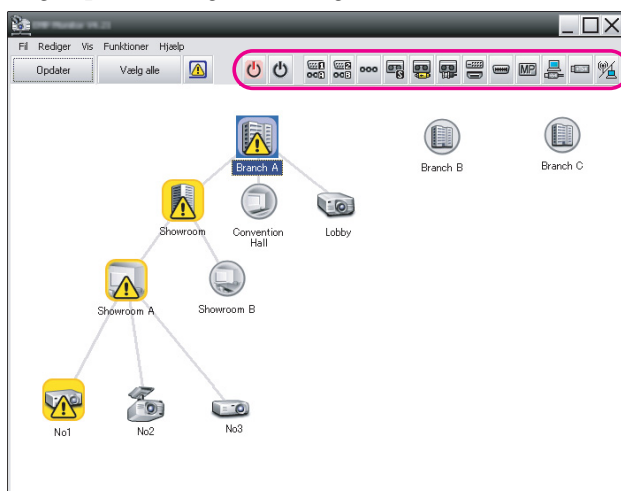 Fil Rediger Vis Funktioner Hjælp
Opdater Vælg alle MP
Branch A Branch B Branch C
Showroom Convention Hall Lobby
Showroom A Showroom B
No1 No2 No3